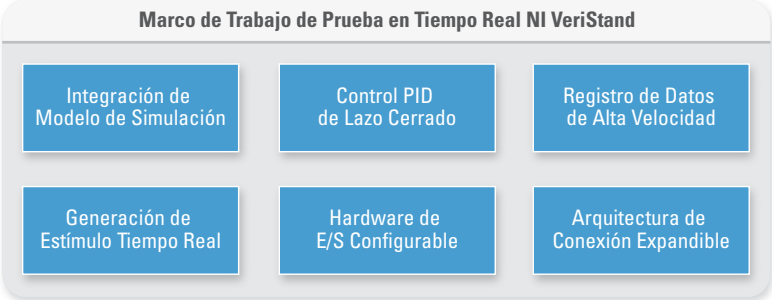 Marco de Trabajo de Prueba en Tiempo Real NI VeriStand
Integración de
Modelo de Simulación
Control PID
de Lazo Cerrado
Registro de Datos
de Alta Velocidad
Generación de
Estímulo Tiempo Real
Hardware de
E/S Configurable
Arquitectura de
Conexión Expandible